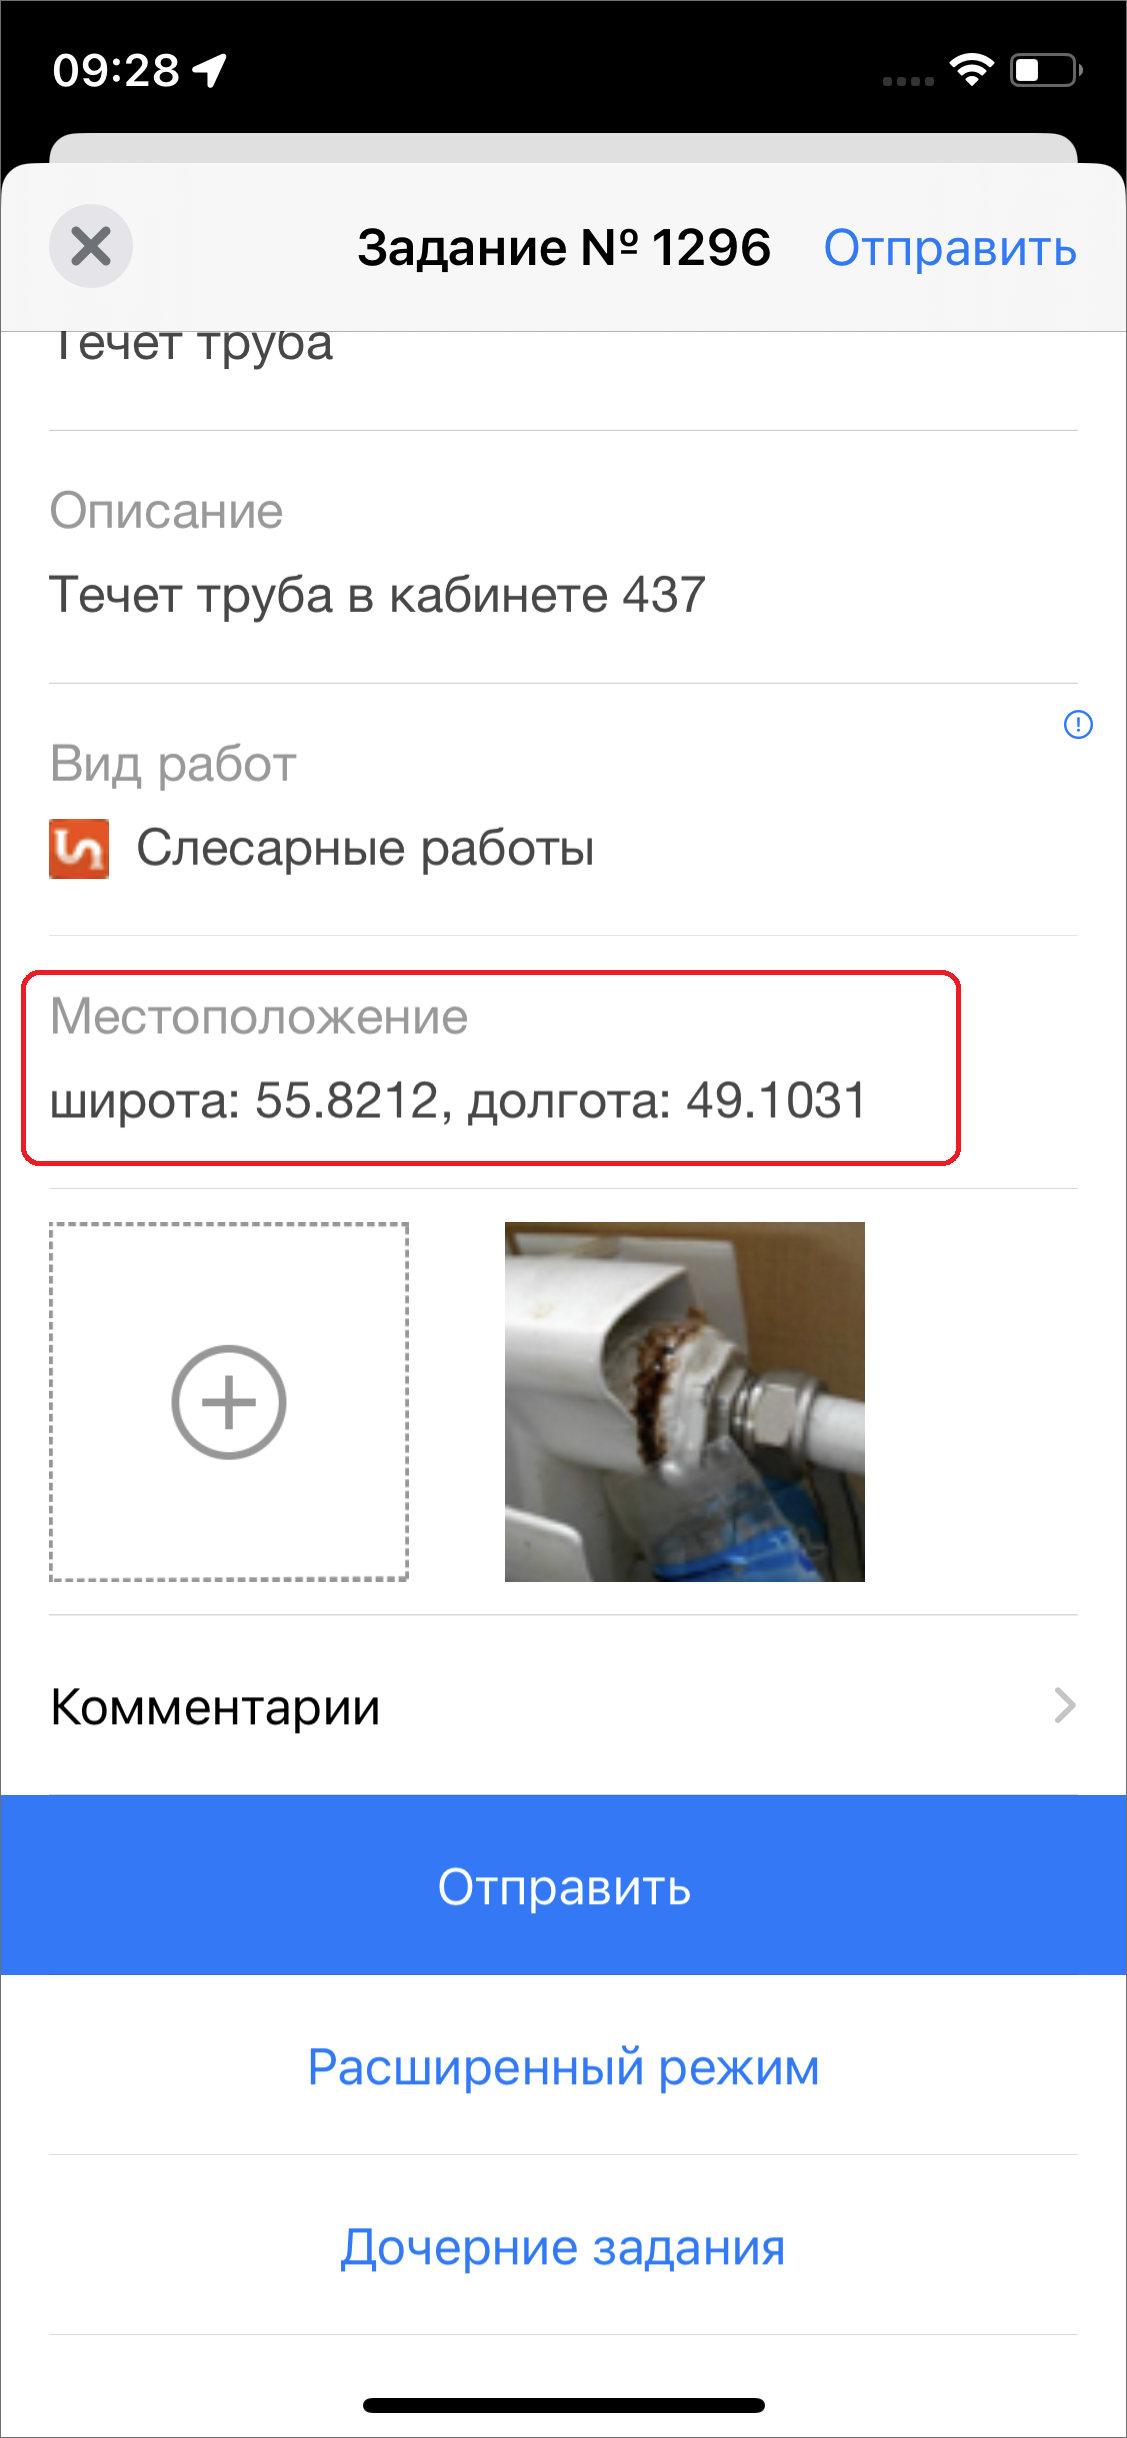 09:28
Задание № 1296
Отправить
Течет труба
Описание
Течет труба в кабинете 437
Вид работ
Слесарные работы
Местоположение
широта: 55.8212, долгота: 49.1031
Комментарии
Отправить
Расширенный режим
Дочерние задания